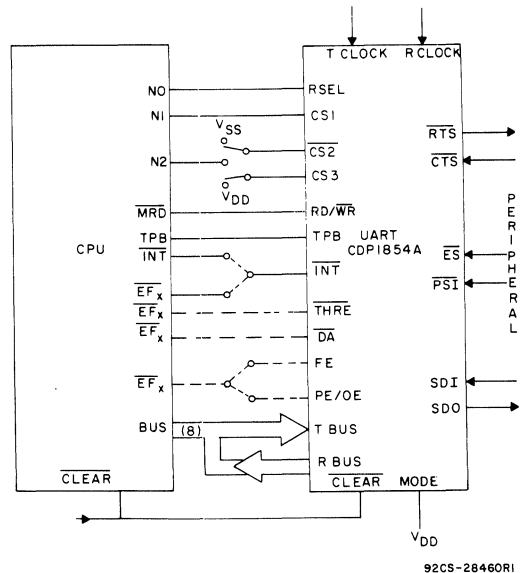 T CLOCK R CLOCK
N0 RSEL
N1 CS1
VSS
RTS
CS2
CTS
N2
CS3
VDD
MRD RD/WR
CPU
UART
CDP1854A
TPB TPB
INT
INT
ES
PSI
PERIPHERAL
EFx
EFx THRE
EFx DA
FE
EFx
PE/OE
SDI
SDO
BUS (8) T BUS
R BUS
CLEAR
CLEAR MODE
VDD
92CS-28460R1